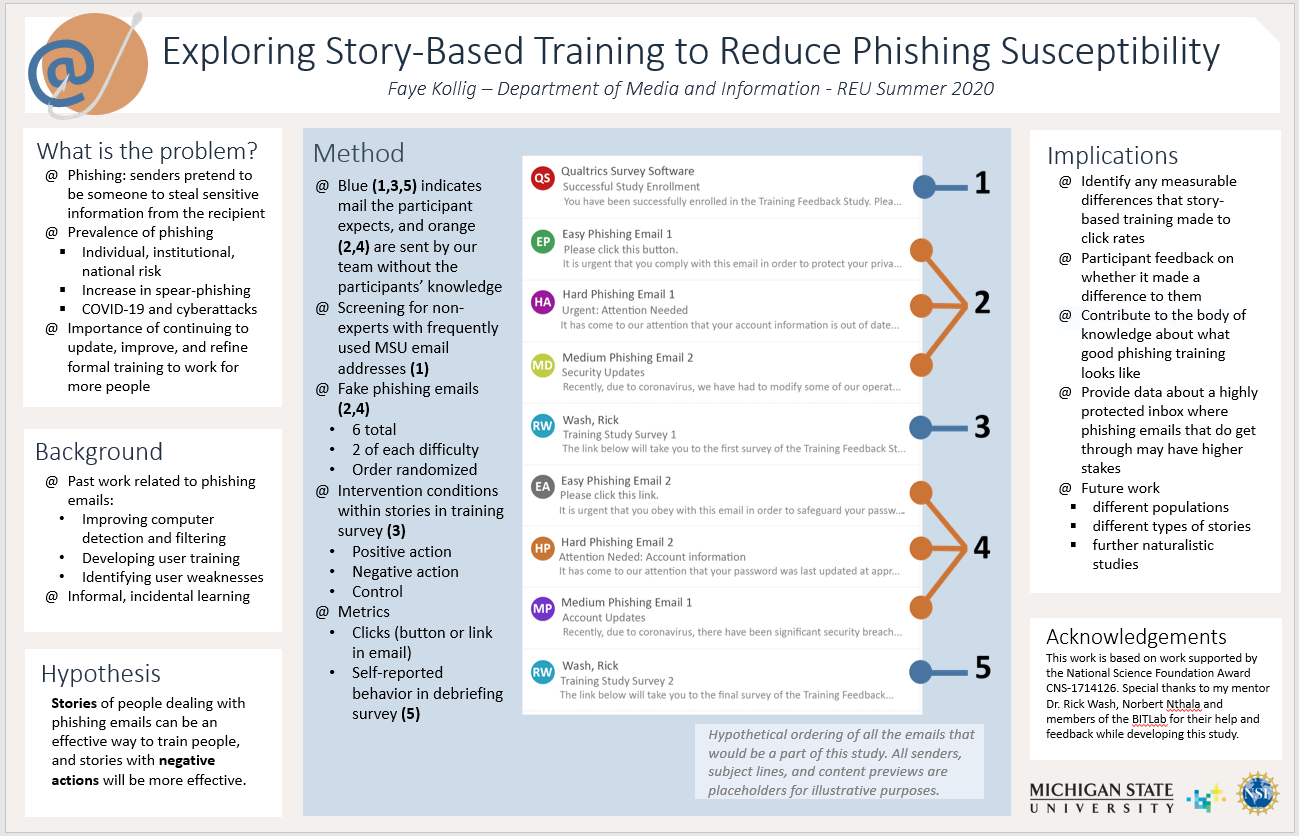 Exploring Story-Based Training to Reduce Phishing Susceptibility
Faye Kollig – Department of Media and Information - REU Summer 2020
What is the problem?
@ Phishing: senders pretend to
be someone to steal sensitive
information from the recipient
@ Prevalence of phishing
▪ Individual, institutional,
national risk
▪ Increase in spear-phishing
▪ COVID-19 and cyberattacks
@ Importance of continuing to
update, improve, and refine
formal training to work for
more people
Background
@ Past work related to phishing
emails:
• Improving computer
detection and filtering
• Developing user training
• Identifying user weaknesses
@ Informal, incidental learning
Hypothesis
Stories of people dealing with
phishing emails can be an
effective way to train people,
and stories with negative
actions will be more effective.
Method
@ Blue (1,3,5) indicates
mail the participant
expects, and orange
(2,4) are sent by our
team without the
participants’ knowledge
@ Screening for non-
experts with frequently
used MSU email
addresses (1)
@ Fake phishing emails
(2,4)
• 6 total
• 2 of each difficulty
• Order randomized
@ Intervention conditions
within stories in training
survey (3)
• Positive action
• Negative action
• Control
@ Metrics
• Clicks (button or link
in email)
• Self-reported
behavior in debriefing
survey (5)
QS
Qualtrics Survey Software
Successful Study Enrollment
You have been successfully enrolled in the Training Feedback Study. Plea...
1
EP
Easy Phishing Email 1
Please click this button.
It is urgent that you comply with this email in order to protect your priva...
HA
Hard Phishing Email 1
Urgent: Attention Needed
It has come to our attention that your account information is out of date...
2
MD
Medium Phishing Email 2
Security Updates
Recently, due to coronavirus, we have had to modify some of our operat...
RW
Wash, Rick
Training Study Survey 1
The link below will take you to the first survey of the Training Feedback St...
3
EA
Easy Phishing Email 2
Please click this link.
It is urgent that you obey with this email in order to safeguard your passw...
HP
Hard Phishing Email 2
Attention Neded: Account information
It has come to our attention that your password was last updated at appr...
4
MP
Medium Phishing Email 1
Account Updates
Recently, due to coronavirus, there have been significant security breach...
RW
Wash, Rick
Training Study Survey 2
The link below will take you to the final survey of the Training Feedback...
5
Hypothetical ordering of all the emails that
would be a part of this study. All senders,
subject lines, and content previews are
placeholders for illustrative purposes.
Implications
@ Identify any measurable
differences that story-
based training made to
click rates
@ Participant feedback on
whether it made a
difference to them
@ Contribute to the body of
knowledge about what
good phishing training
looks like
@ Provide data about a highly
protected inbox where
phishing emails that do get
through may have higher
stakes
@ Future work
▪ different populations
▪ different types of stories
▪ further naturalistic
studies
Acknowledgements
This work is based on work supported by
the National Science Foundation Award
CNS-1714126. Special thanks to my mentor
Dr. Rick Wash, Norbert Nthala and
members of the BITLab for their help and
feedback while developing this study.
MICHIGAN STATE
UNIVERSITY
bit
NSF